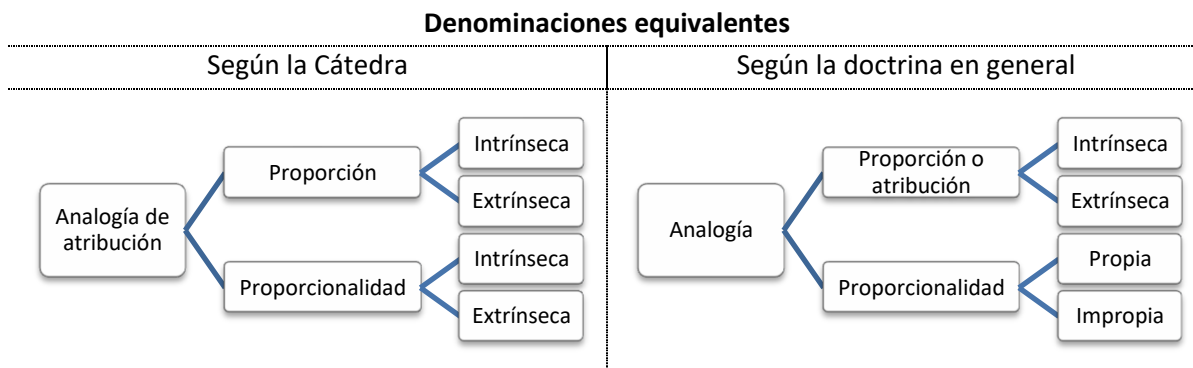 Denominaciones equivalentes
Según la Cátedra
Según la doctrina en general
Analogía de
atribución
Proporción
Intrínseca
Extrínseca
Proporcionalidad
Intrínseca
Extrínseca
Analogía
Proporción o
atribución
Intrínseca
Extrínseca
Proporcionalidad
Propia
Impropia